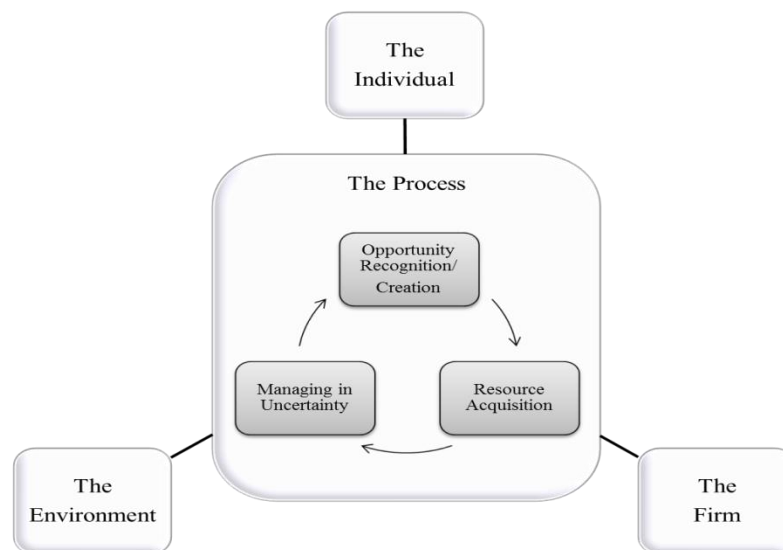 The
Individual
The Process
Opportunity
Recognition/
Creation
Managing in
Uncertainty
Resource
Acquisition
The
Environment
The
Firm